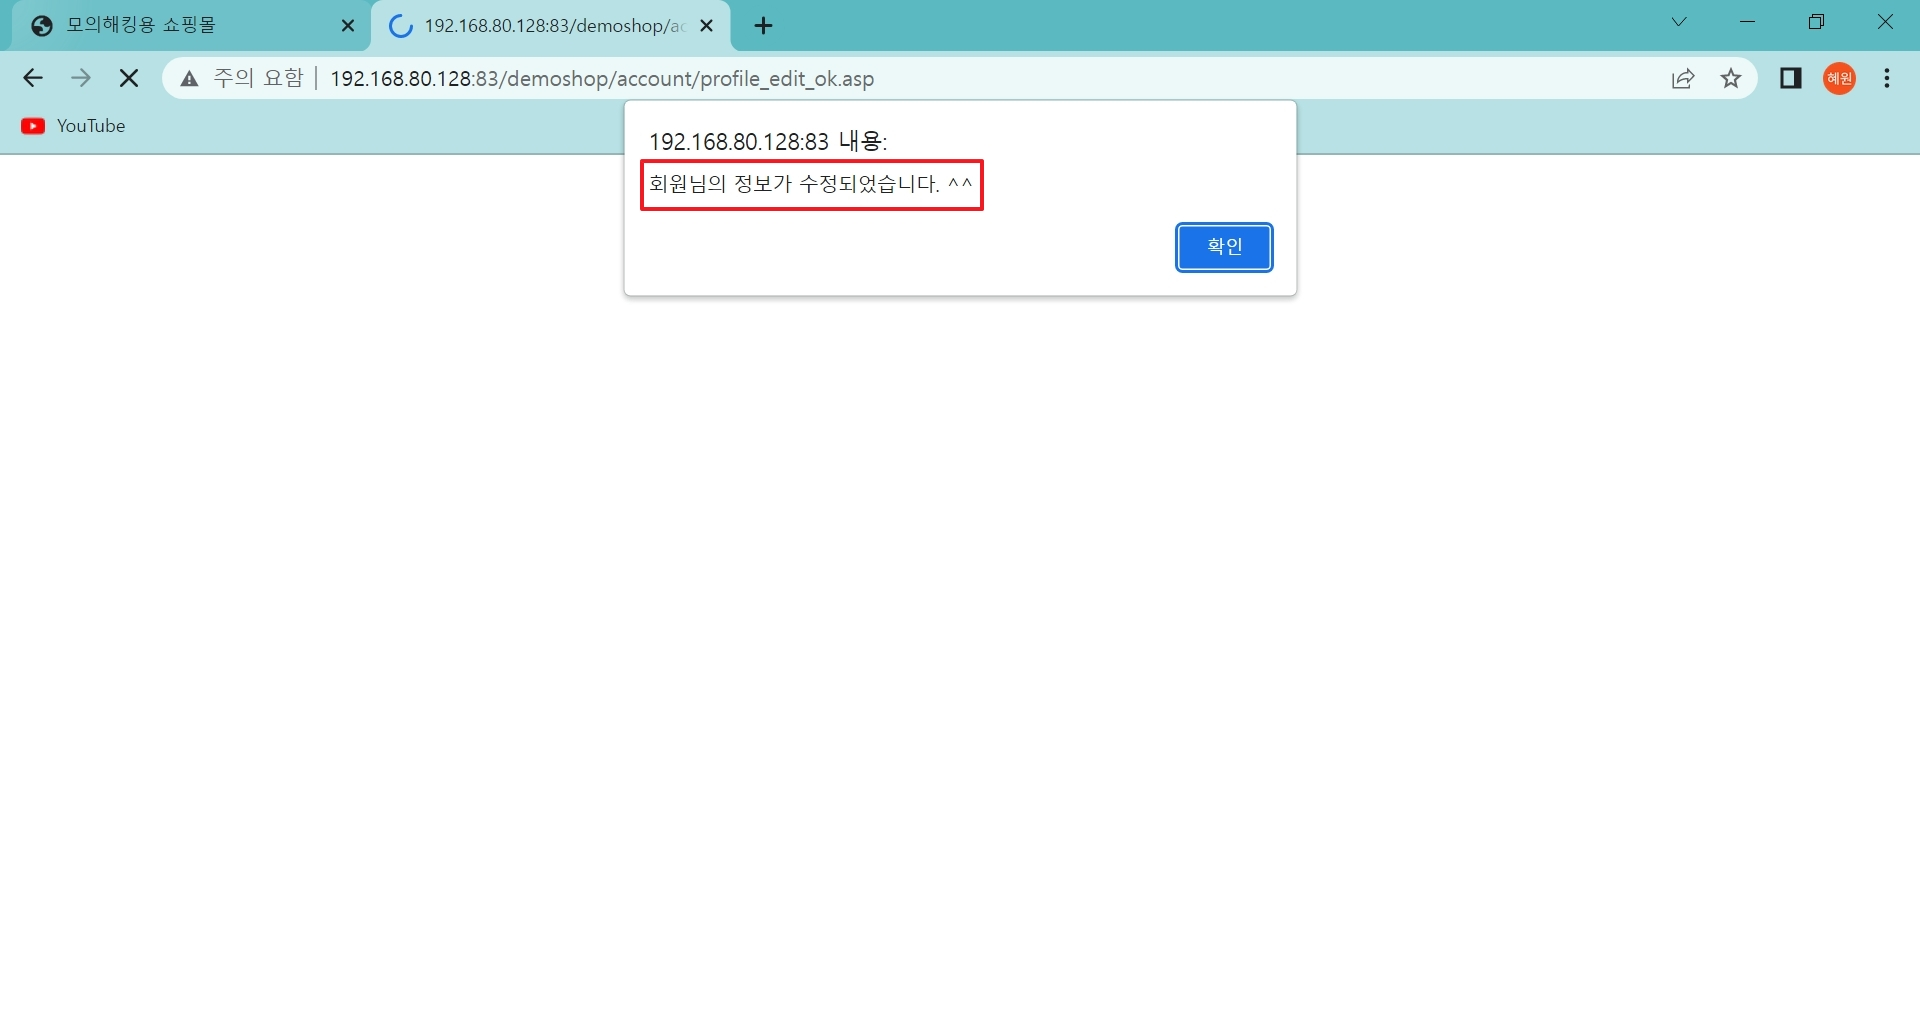 모의해킹용 쇼핑몰
192.168.80.128:83/demoshop/ac
주의 요함 192.168.80.128:83/demoshop/account/profile_edit_ok.asp
혜원
YouTube
192.168.80.128:83 내용:
회원님의 정보가 수정되었습니다. ^^
확인